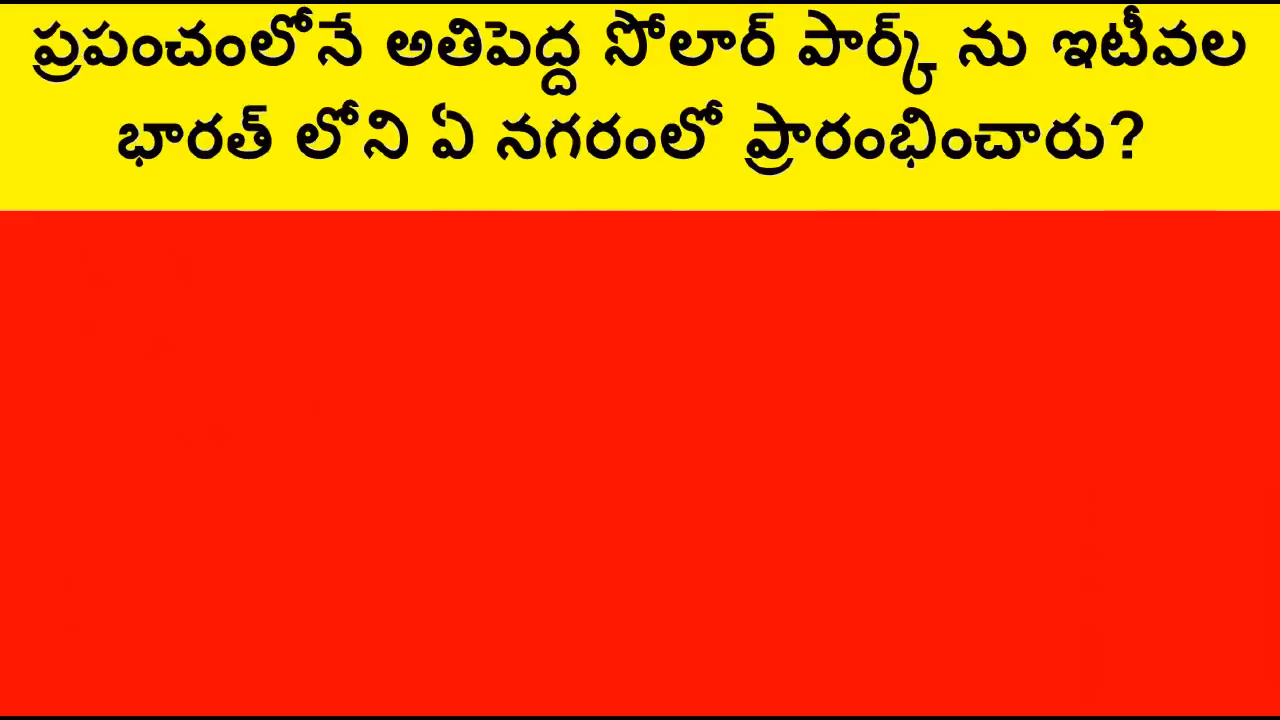 ప్రపంచంలోనే అతిపెద్ద సోలార్ పార్క్ ను ఇటీవల
భారత్ లోని ఏ నగరంలో ప్రారంభించారు?